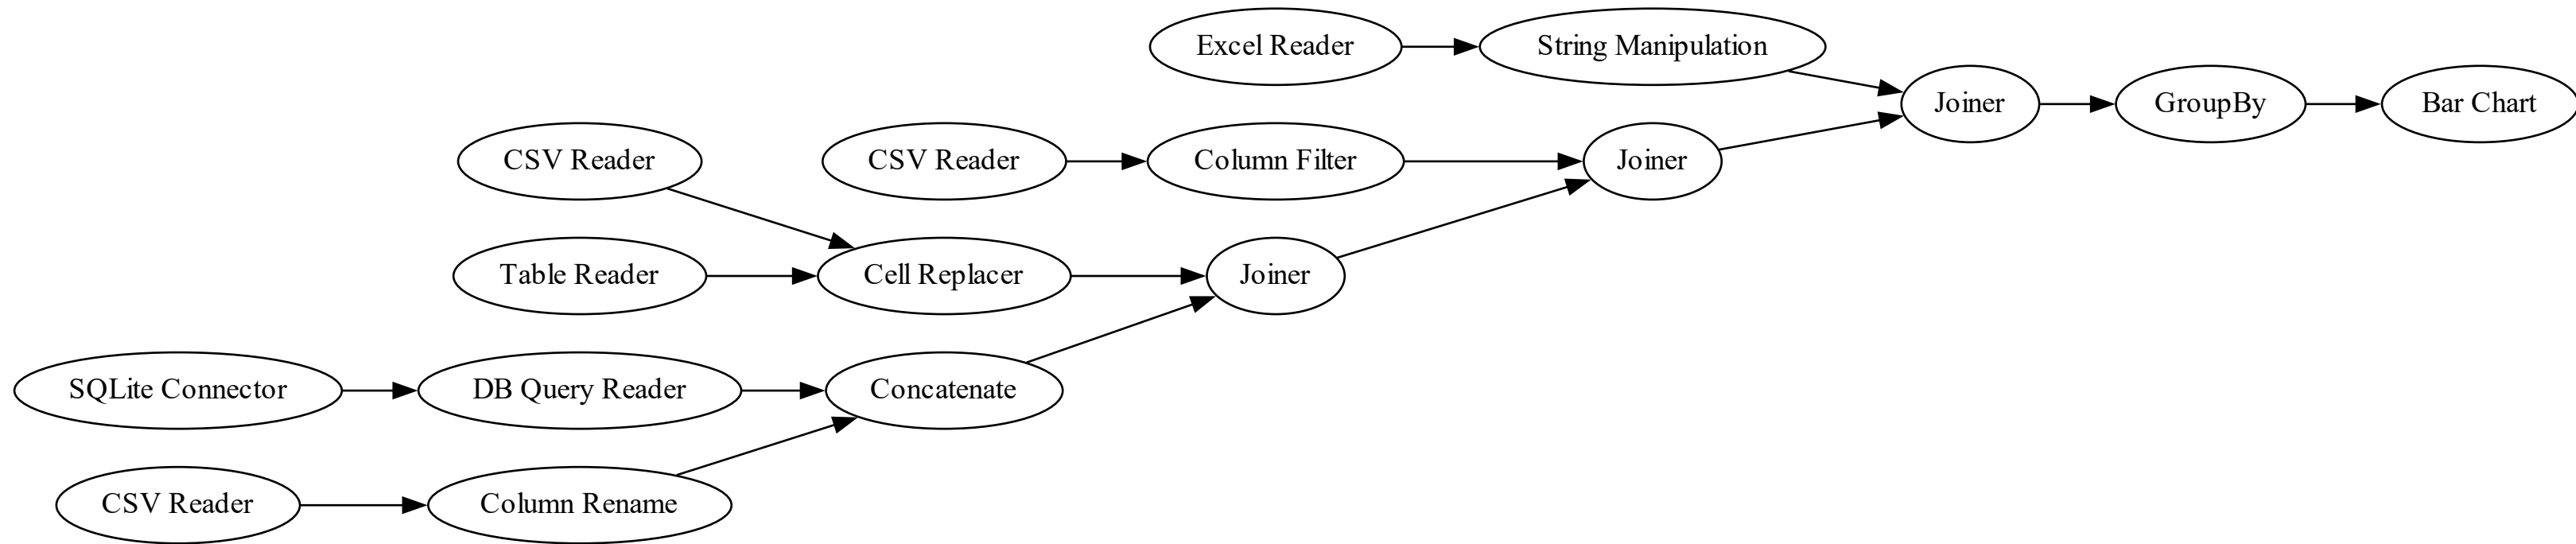 Excel Reader
String Manipulation
Joiner
GroupBy
Bar Chart
CSV Reader
CSV Reader
Column Filter
Joiner
Table Reader
Cell Replacer
Joiner
SQLite Connector
DB Query Reader
Concatenate
CSV Reader
Column Rename